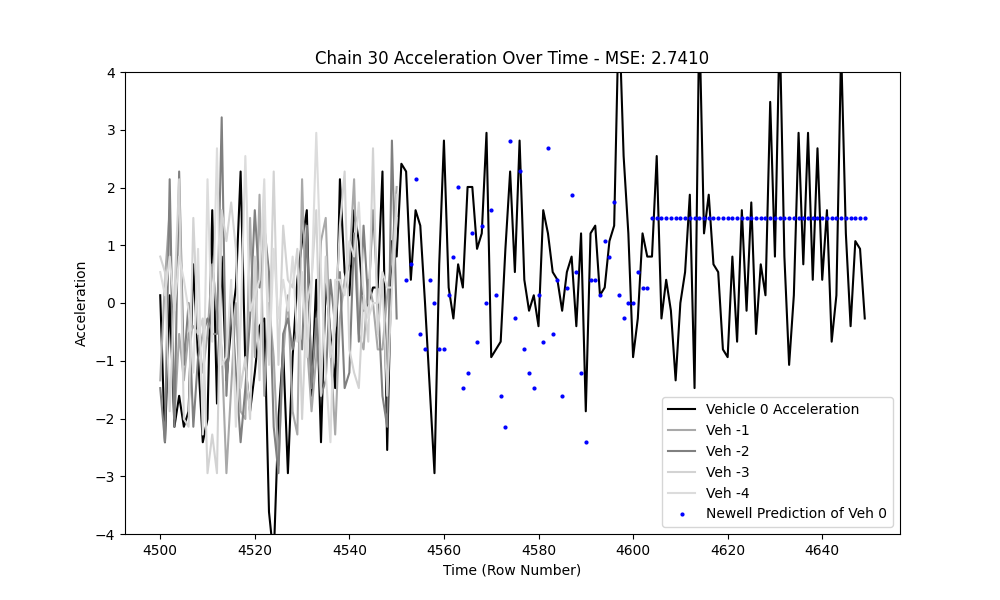 Chain 30 Acceleration Over Time - MSE: 2.7410
Acceleration
4
3
2
1
0
−1
−2
−3
−4
4500 4520 4540 4560 4580 4600 4620 4640
Time (Row Number)
Vehicle 0 Acceleration
Veh -1
Veh -2
Veh -3
Veh -4
Newell Prediction of Veh 0